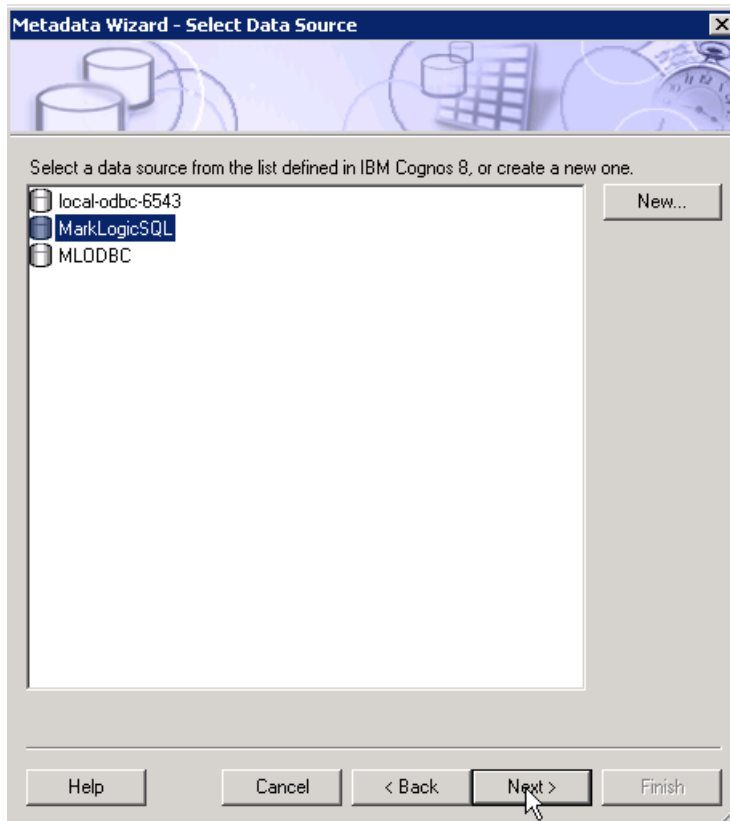 Metadata Wizard - Select Data Source
Select a data source from the list defined in IBM Cognos 8, or create a new one.
local-odbc-6543
New...
MarkLogicSQL
MLODBC
Help
Cancel
< Back
Next >
Finish